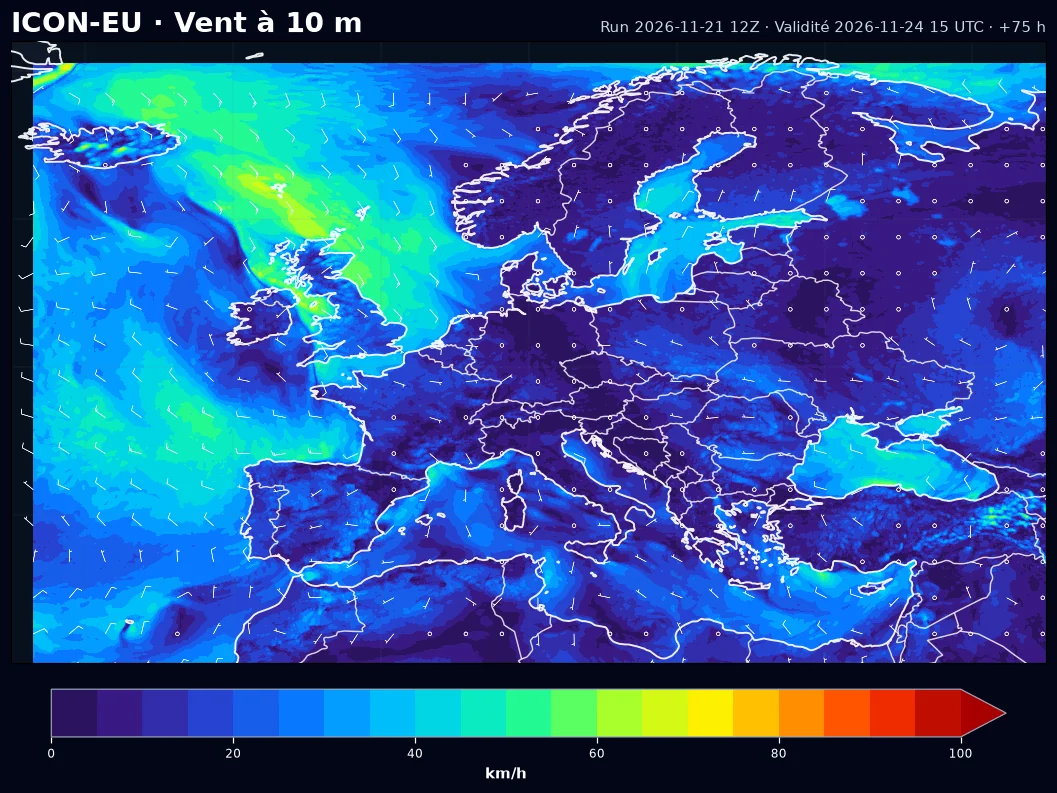 ICON-EU · Vent à 10 m
Run 2026-11-21 12Z · Validité 2026-11-24 15 UTC · +75 h
0 20 40 60 80 100
km/h